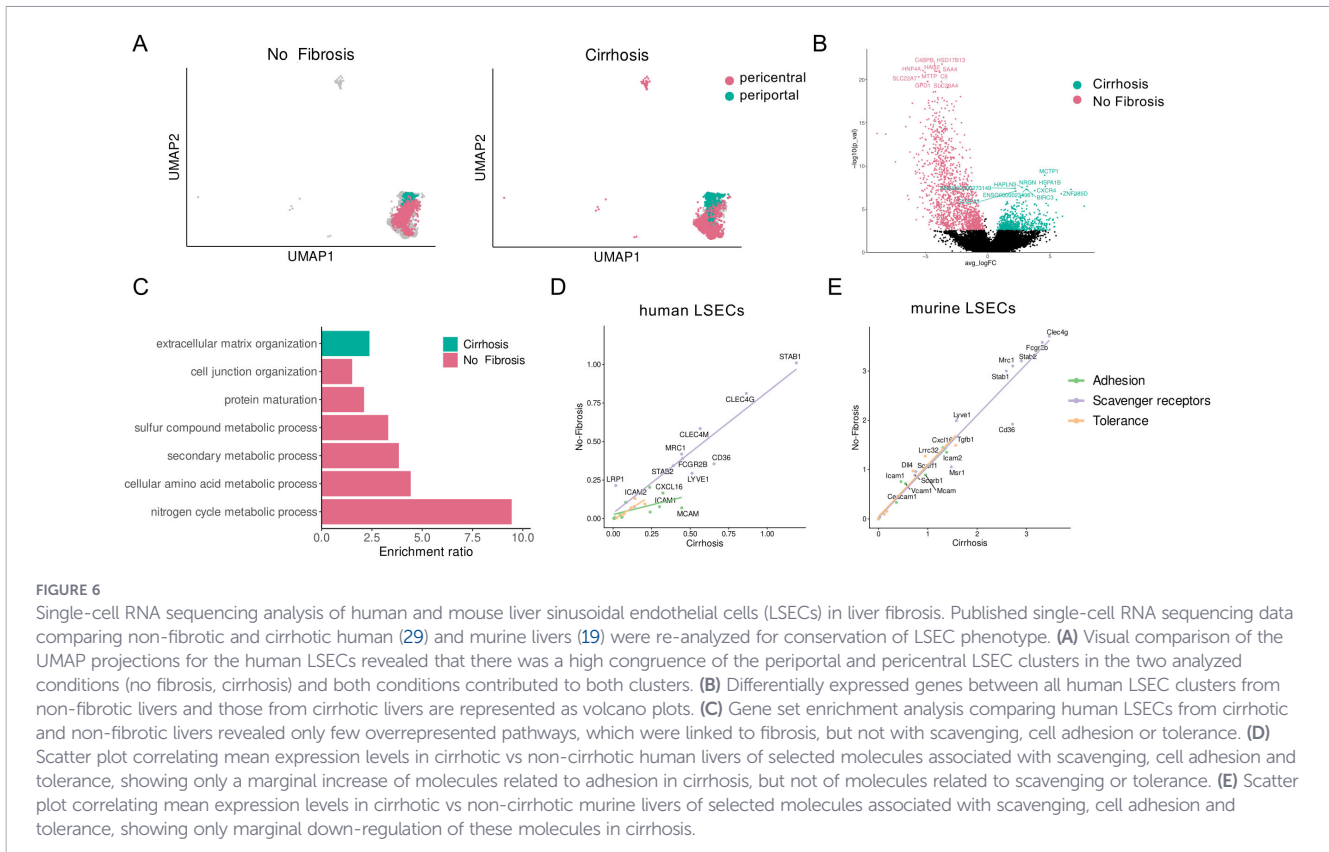 A
No Fibrosis
Cirrhosis
pericentral
periportal
UMAP2
UMAP1
UMAP2
UMAP1
B
C4BPB
HSD17B13
HNF4A
SAA4
SLC22A7
MTTP
C5
GPD1
MCTP1
HAPLN3
NRGN
HSPA1B
CXCR4
BIRC3
20
15
10
5
0
-log10(p_val)
-5
0
5
avg_logFC
Cirrhosis
No Fibrosis
C
extracellular matrix organization
cell junction organization
protein maturation
sulfur compound metabolic process
secondary metabolic process
cellular amino acid metabolic process
nitrogen cycle metabolic process
0.0
2.5
5.0
7.5
10.0
Enrichment ratio
Cirrhosis
No Fibrosis
D
human LSECs
1.00
0.75
0.50
0.25
0.00
No-Fibrosis
STAB1
CLEC4G
CLEC4M
MRC1
CD36
STAB2
FCGR2B
LYVE1
LRP1
CXCL16
ICAM2
ICAM1
MCAM
0.00
0.25
0.50
0.75
1.00
Cirrhosis
E
murine LSECs
3
2
1
0
No-Fibrosis
Clec4g
Fcgr2b
Stab2
Mrc1
Stab1
Lyve1
Cd36
Cxcl16
Tgfb1
Lrrc32
Icam2
Dll4
Msr1
Icam1
Scarb1
Vcam1
Mcam
Ceacam1
0
1
2
3
Cirrhosis
Adhesion
Scavenger receptors
Tolerance
FIGURE 6
Single-cell RNA sequencing analysis of human and mouse liver sinusoidal endothelial cells (LSECs) in liver fibrosis. Published single-cell RNA sequencing data
comparing non-fibrotic and cirrhotic human (29) and murine livers (19) were re-analyzed for conservation of LSEC phenotype. (A) Visual comparison of the
UMAP projections for the human LSECs revealed that there was a high congruence of the periportal and pericentral LSEC clusters in the two analyzed
conditions (no fibrosis, cirrhosis) and both conditions contributed to both clusters. (B) Differentially expressed genes between all human LSEC clusters from
non-fibrotic livers and those from cirrhotic livers are represented as volcano plots. (C) Gene set enrichment analysis comparing human LSECs from cirrhotic
and non-fibrotic livers revealed only few overrepresented pathways, which were linked to fibrosis, but not with scavenging, cell adhesion or tolerance. (D)
Scatter plot correlating mean expression levels in cirrhotic vs non-cirrhotic human livers of selected molecules associated with scavenging, cell adhesion and
tolerance, showing only a marginal increase of molecules related to adhesion in cirrhosis, but not of molecules related to scavenging or tolerance. (E) Scatter
plot correlating mean expression levels in cirrhotic vs non-cirrhotic murine livers of selected molecules associated with scavenging, cell adhesion and
tolerance, showing only marginal down-regulation of these molecules in cirrhosis.